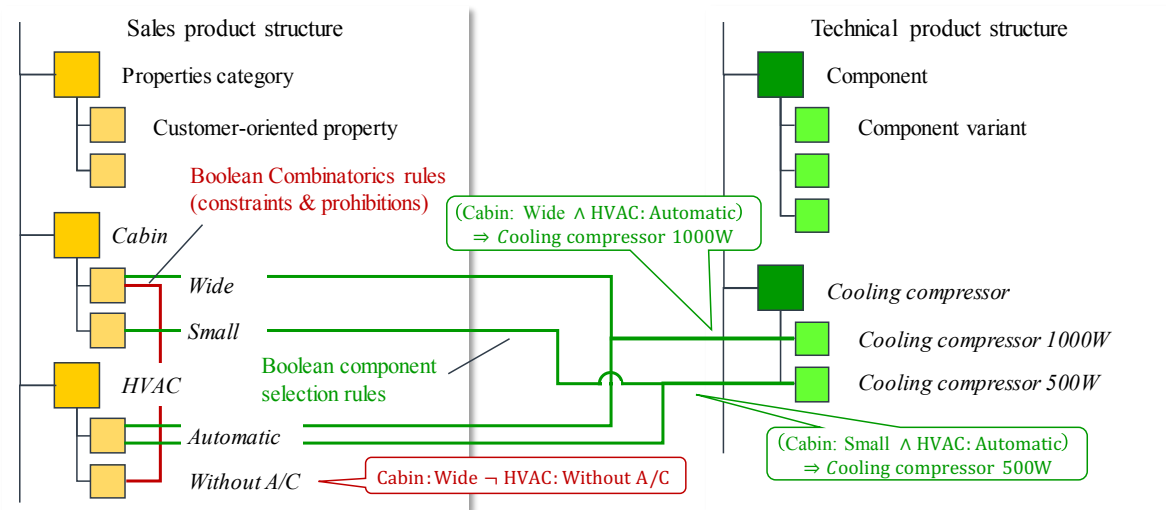 Sales product structure
Properties category
Customer-oriented property
Boolean Combinatorics rules
(constraints & prohibitions)
Cabin
Wide
Small
Boolean component
selection rules
HVAC
Automatic
Without A/C
Cabin: Wide ¬ HVAC: Without A/C
(Cabin: Wide ∧ HVAC: Automatic)
⇒ Cooling compressor 1000W
Technical product structure
Component
Component variant
Cooling compressor
Cooling compressor 1000W
Cooling compressor 500W
(Cabin: Small ∧ HVAC: Automatic)
⇒ Cooling compressor 500W